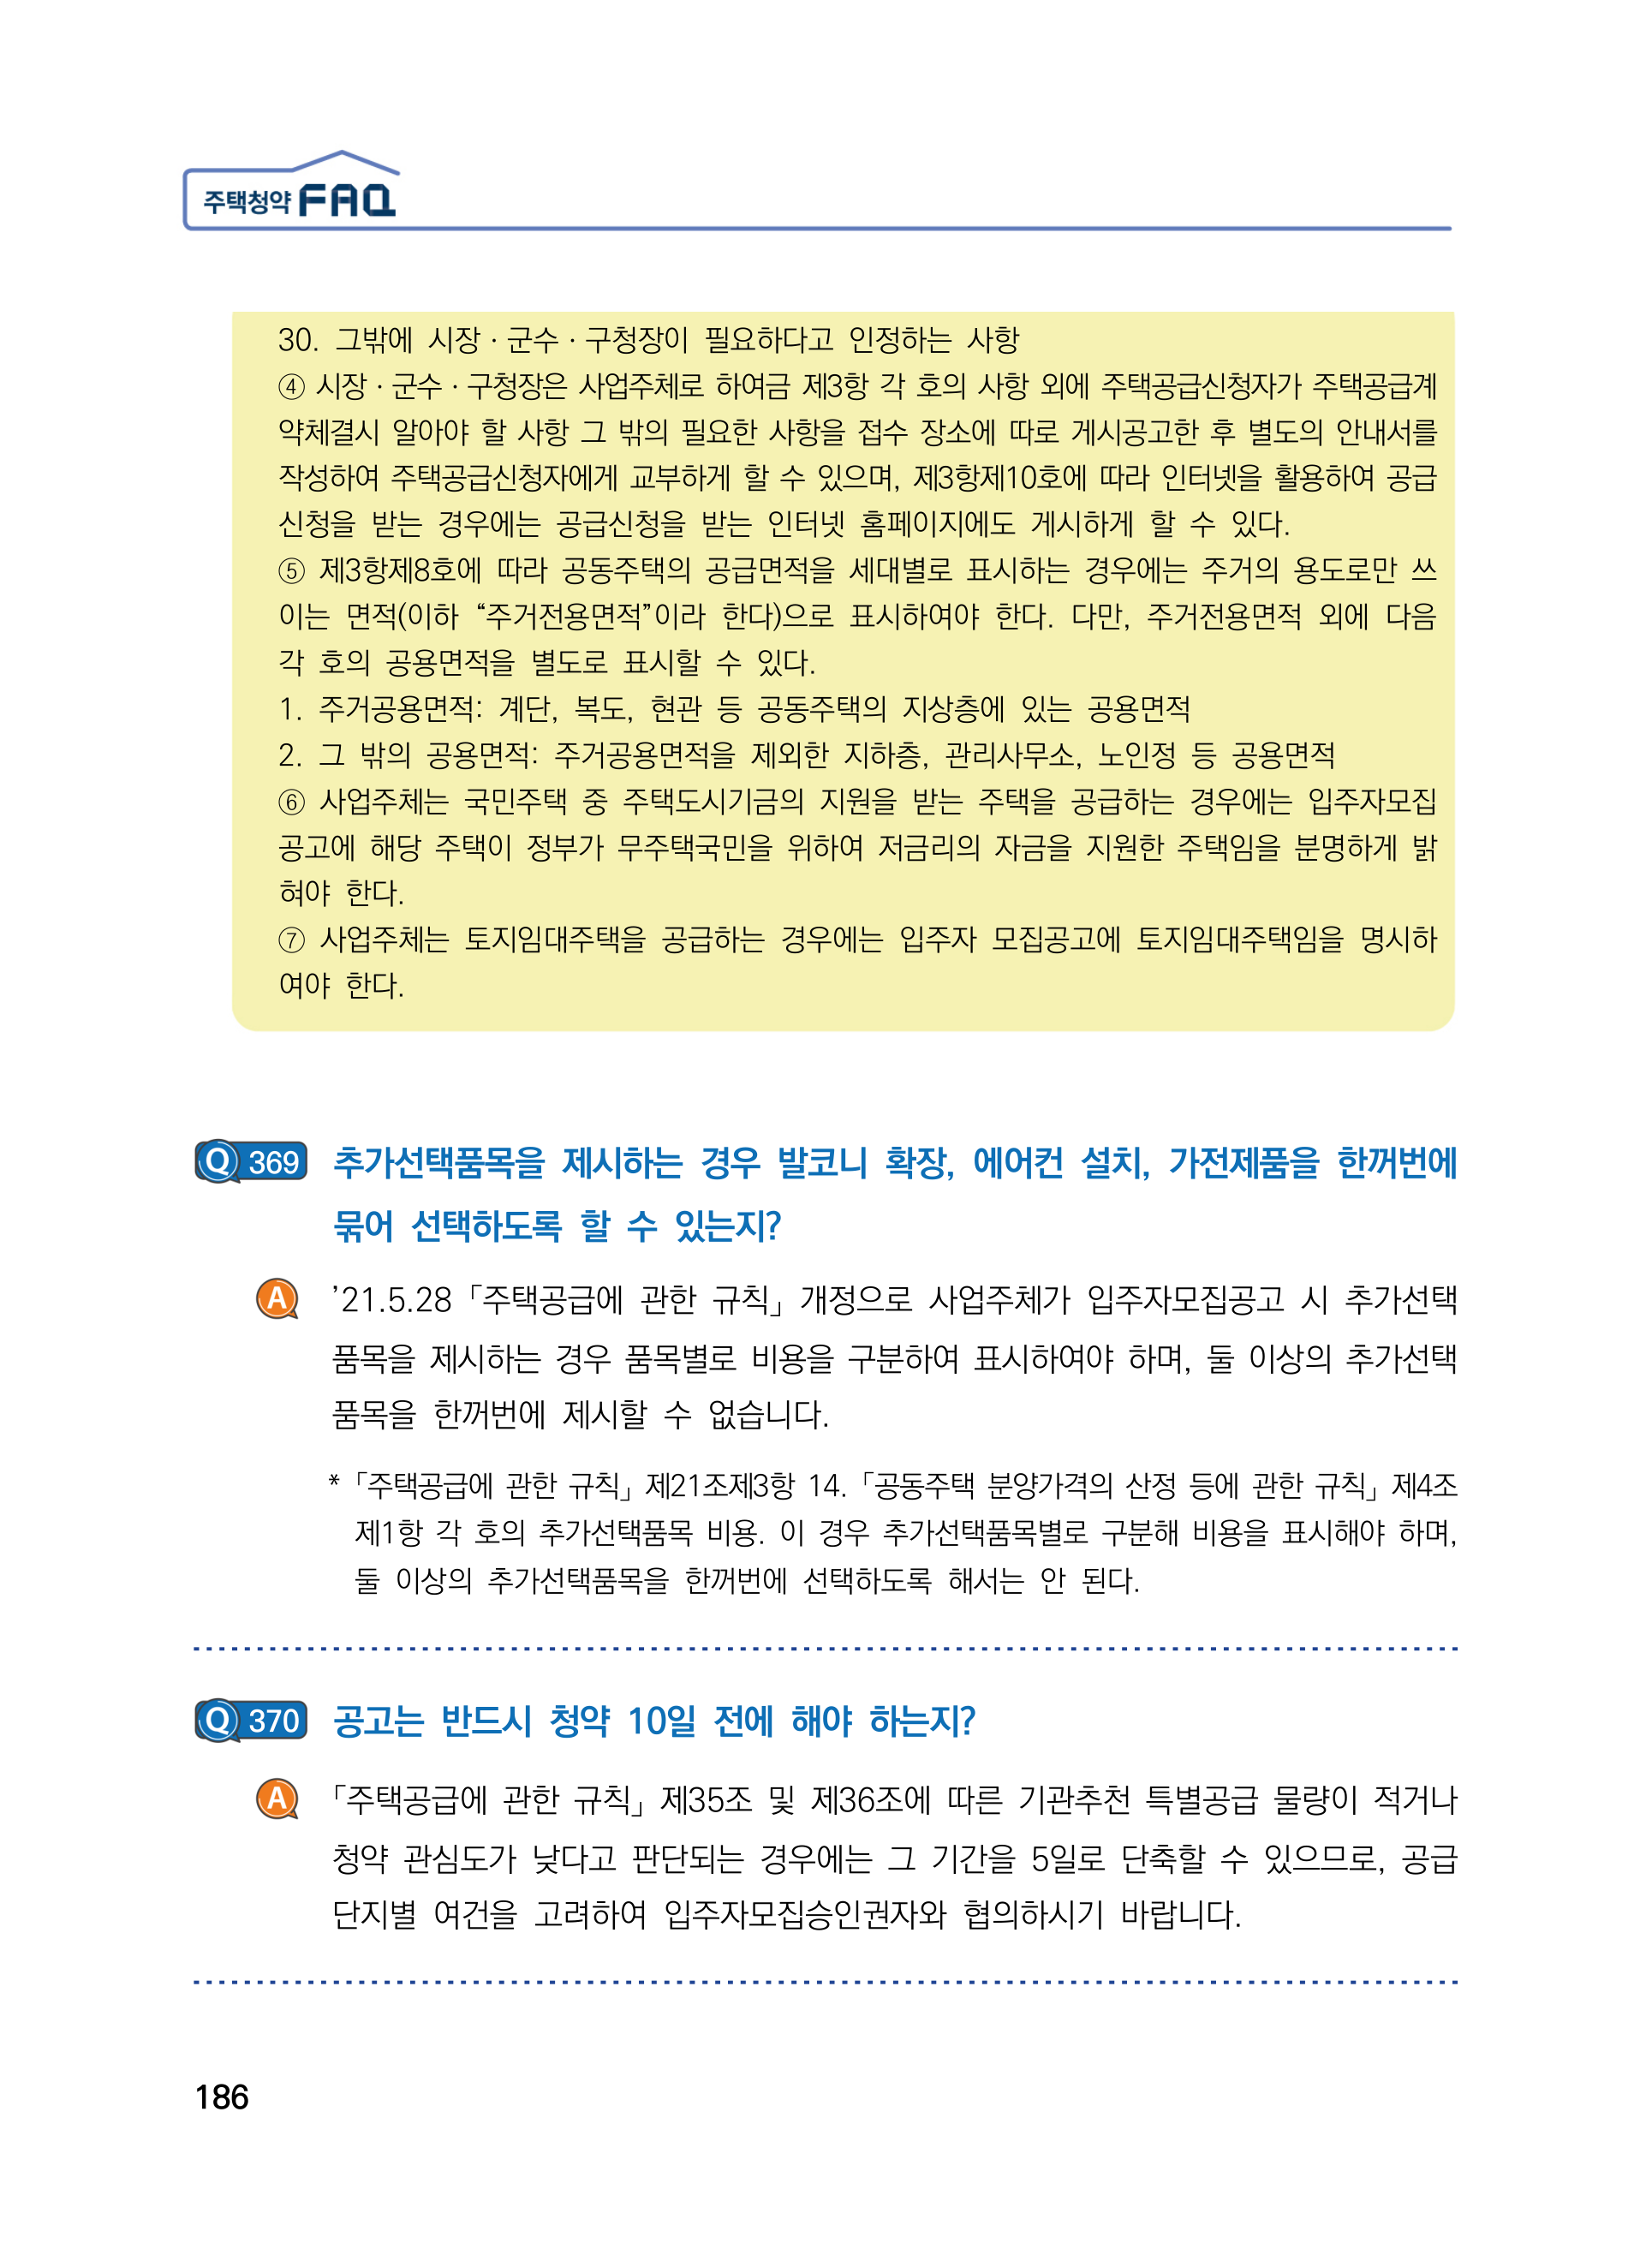 주택청약 FAQ
30. 그밖에 시장 · 군수 · 구청장이 필요하다고 인정하는 사항
④ 시장 · 군수 · 구청장은 사업주체로 하여금 제3항 각 호의 사항 외에 주택공급신청자가 주택공급계
약체결시 알아야 할 사항 그 밖의 필요한 사항을 접수 장소에 따로 게시공고한 후 별도의 안내서를
작성하여 주택공급신청자에게 교부하게 할 수 있으며, 제3항제10호에 따라 인터넷을 활용하여 공급
신청을 받는 경우에는 공급신청을 받는 인터넷 홈페이지에도 게시하게 할 수 있다.
⑤ 제3항제8호에 따라 공동주택의 공급면적을 세대별로 표시하는 경우에는 주거의 용도로만 쓰
이는 면적(이하 “주거전용면적”이라 한다)으로 표시하여야 한다. 다만, 주거전용면적 외에 다음
각 호의 공용면적을 별도로 표시할 수 있다.
1. 주거공용면적: 계단, 복도, 현관 등 공동주택의 지상층에 있는 공용면적
2. 그 밖의 공용면적: 주거공용면적을 제외한 지하층, 관리사무소, 노인정 등 공용면적
⑥ 사업주체는 국민주택 중 주택도시기금의 지원을 받는 주택을 공급하는 경우에는 입주자모집
공고에 해당 주택이 정부가 무주택국민을 위하여 저금리의 자금을 지원한 주택임을 분명하게 밝
혀야 한다.
⑦ 사업주체는 토지임대주택을 공급하는 경우에는 입주자 모집공고에 토지임대주택임을 명시하
여야 한다.
Q 369 추가선택품목을 제시하는 경우 발코니 확장, 에어컨 설치, 가전제품을 한꺼번에
묶어 선택하도록 할 수 있는지?
A ’21.5.28「주택공급에 관한 규칙」개정으로 사업주체가 입주자모집공고 시 추가선택
품목을 제시하는 경우 품목별로 비용을 구분하여 표시하여야 하며, 둘 이상의 추가선택
품목을 한꺼번에 제시할 수 없습니다.
*「주택공급에 관한 규칙」제21조제3항 14.「공동주택 분양가격의 산정 등에 관한 규칙」제4조
제1항 각 호의 추가선택품목 비용. 이 경우 추가선택품목별로 구분해 비용을 표시해야 하며,
둘 이상의 추가선택품목을 한꺼번에 선택하도록 해서는 안 된다.
Q 370 공고는 반드시 청약 10일 전에 해야 하는지?
A 「주택공급에 관한 규칙」제35조 및 제36조에 따른 기관추천 특별공급 물량이 적거나
청약 관심도가 낮다고 판단되는 경우에는 그 기간을 5일로 단축할 수 있으므로, 공급
단지별 여건을 고려하여 입주자모집승인권자와 협의하시기 바랍니다.
186